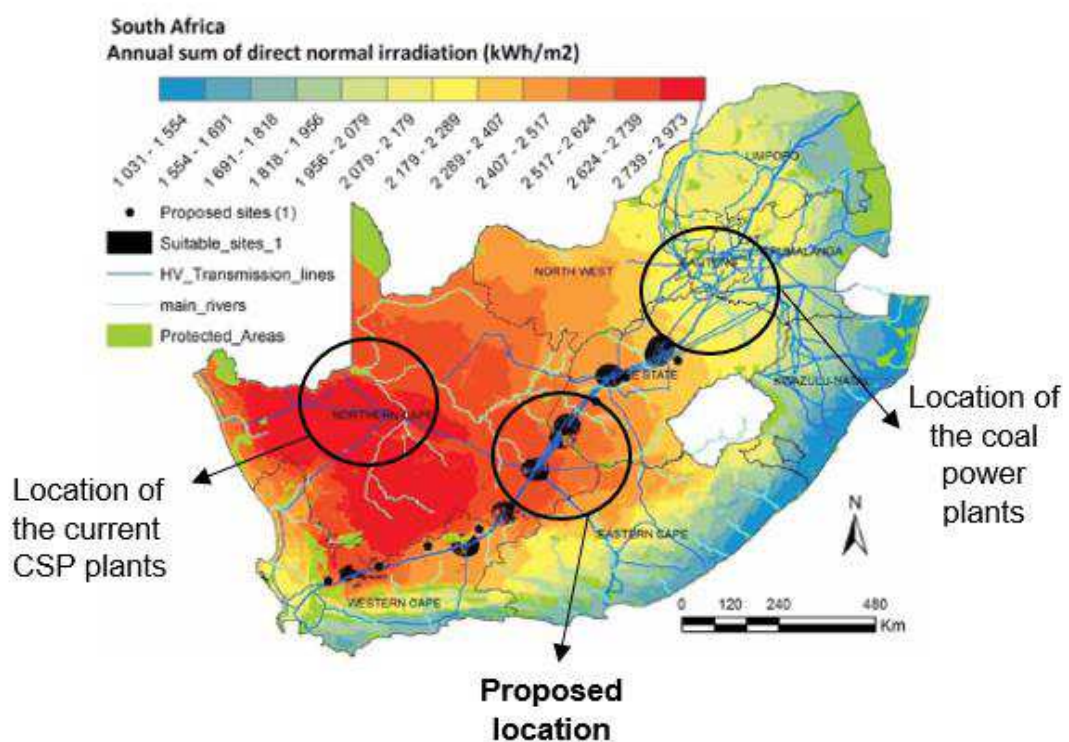 South Africa
Annual sum of direct normal irradiation (kWh/m2)
1 031 - 1 554
1 554 - 1 691
1 691 - 1 818
1 818 - 1 956
1 956 - 2 079
2 079 - 2 179
2 179 - 2 289
2 289 - 2 407
2 407 - 2 517
2 517 - 2 624
2 624 - 2 739
2 739 - 2 973
Proposed sites (1)
Suitable_sites_1
HV_Transmission_lines
main_rivers
Protected_Areas
LIMPOPO
NORTH WEST
NORTHERN CAPE
EASTERN CAPE
WESTERN CAPE
Location of
the current
CSP plants
Location of
the coal
power
plants
N
0 120 240 480
Km
Proposed
location